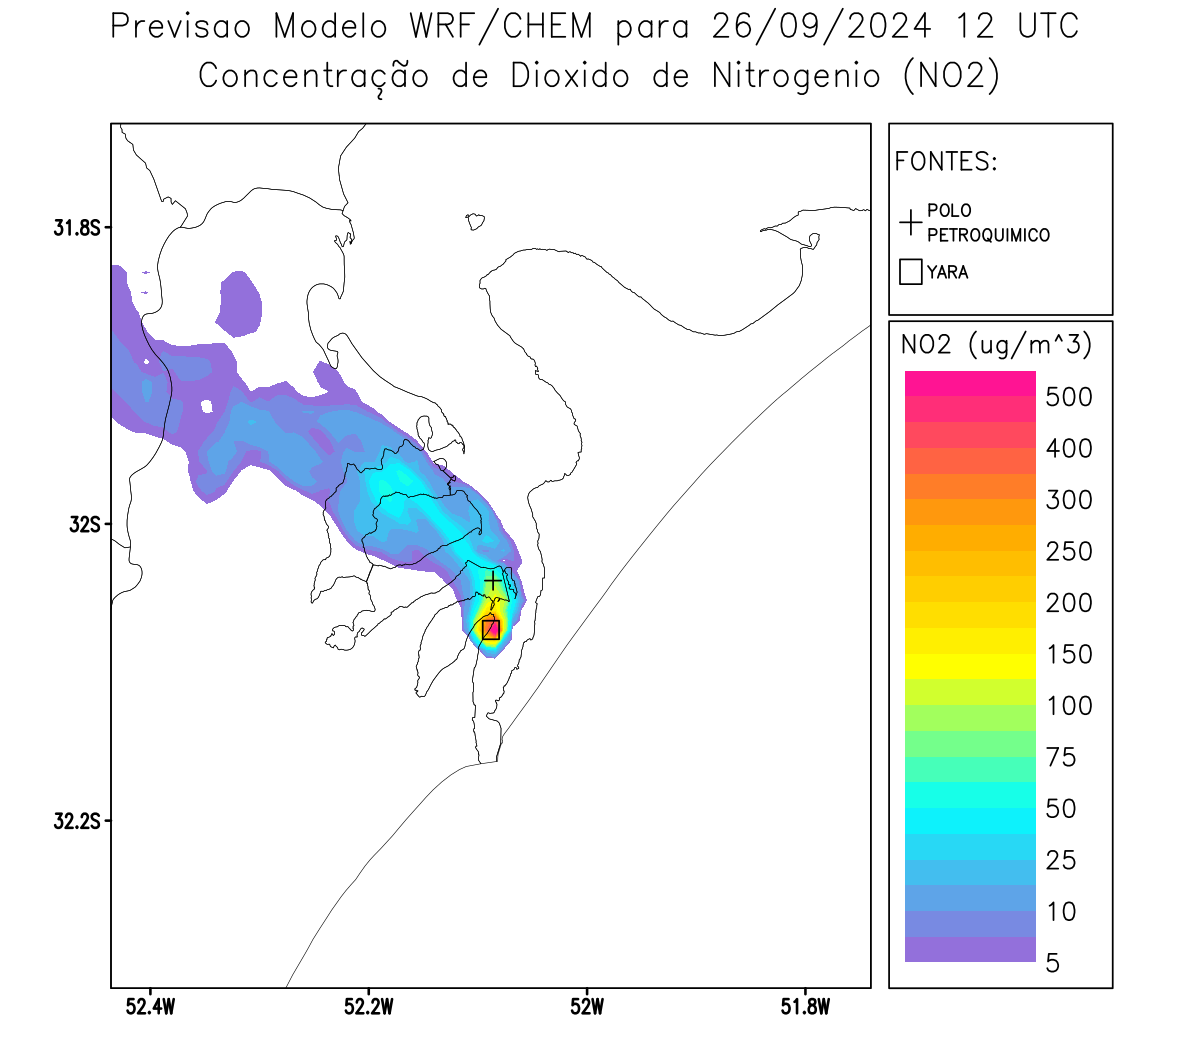 Previsao Modelo WRF/CHEM para 26/09/2024 12 UTC
Concentração de Dioxido de Nitrogenio (NO2)
FONTES:
POLO
PETROQUIMICO
YARA
NO2 (ug/m^3)
500
400
300
250
200
150
100
75
50
25
10
5
31.8S
32S
32.2S
52.4W
52.2W
52W
51.8W